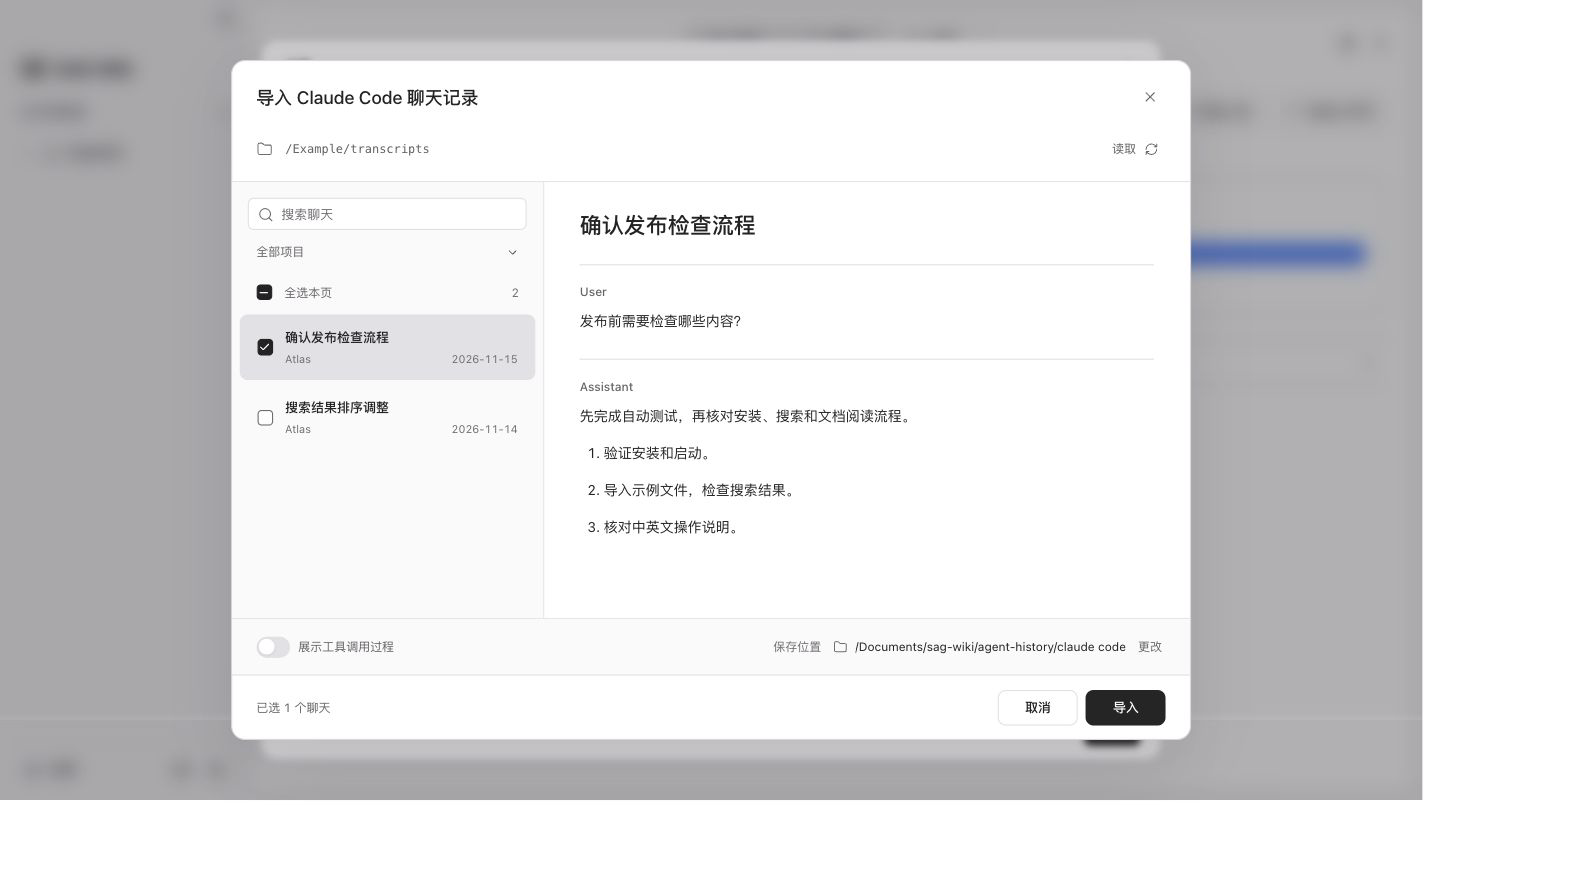 导入 Claude Code 聊天记录
/Example/transcripts
读取
搜索聊天
全部项目
全选本页 2
确认发布检查流程
Atlas 2026-11-15
搜索结果排序调整
Atlas 2026-11-14
确认发布检查流程
User
发布前需要检查哪些内容?
Assistant
先完成自动测试，再核对安装、搜索和文档阅读流程。
1. 验证安装和启动。
2. 导入示例文件，检查搜索结果。
3. 核对中英文操作说明。
展示工具调用过程
保存位置 /Documents/sag-wiki/agent-history/claude code 更改
已选 1 个聊天
取消 导入